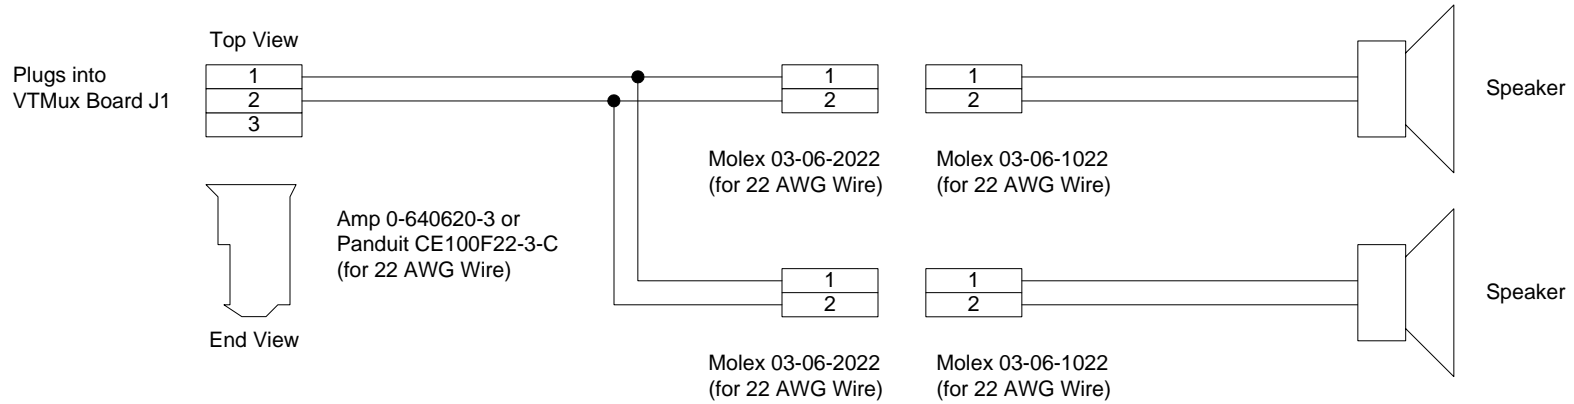 Top View
Plugs into
VTMux Board J1
1
2
3
1
2
1
2
Speaker
Molex 03-06-2022
(for 22 AWG Wire)
Molex 03-06-1022
(for 22 AWG Wire)
Amp 0-640620-3 or
Panduit CE100F22-3-C
(for 22 AWG Wire)
End View
1
2
1
2
Speaker
Molex 03-06-2022
(for 22 AWG Wire)
Molex 03-06-1022
(for 22 AWG Wire)